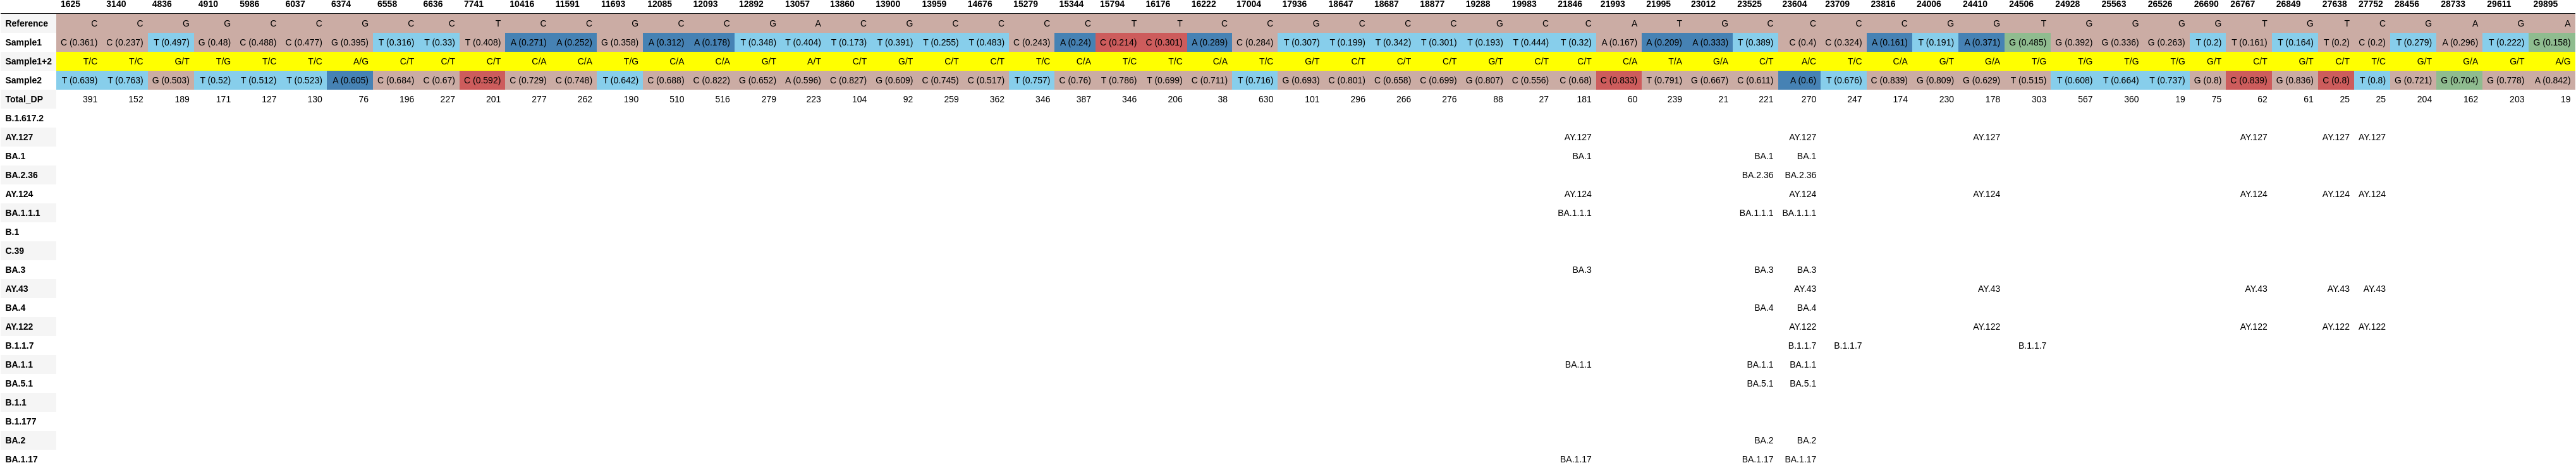 1625 3140 4836 4910 5986 6037 6374 6558 6636 7741 10416 11591 11693 12085 12093 12892 13057 13860 13900 13959 14676 15279 15344 15794 16176 16222 17004 17936 18647 18687 18877 19288 19983 21846 21993 21995 23012 23525 23604 23709 23816 24006 24410 24506 24928 25563 26526 26690 26767 26849 27638 27752 28456 28733 29611 29895
Reference C C G G C C G C C T C C G C C G A C G C C C C T T C C G C C C G C C A T G C C C C G G T G G G G T G T C G A G A
Sample1 C (0.361) C (0.237) T (0.497) G (0.48) C (0.488) C (0.477) G (0.395) T (0.316) T (0.33) T (0.408) A (0.271) A (0.252) G (0.358) A (0.312) A (0.178) T (0.348) T (0.404) T (0.173) T (0.391) T (0.255) T (0.483) C (0.243) A (0.24) C (0.214) C (0.301) A (0.289) C (0.284) T (0.307) T (0.199) T (0.342) T (0.301) T (0.193) T (0.444) T (0.32) A (0.167) A (0.209) A (0.333) T (0.389) C (0.4) C (0.324) A (0.161) T (0.191) A (0.371) G (0.485) G (0.392) G (0.336) G (0.263) T (0.2) T (0.161) T (0.164) T (0.2) C (0.2) T (0.279) A (0.296) T (0.222) G (0.158)
Sample1+2 T/C T/C G/T T/G T/C T/C A/G C/T C/T C/T C/A C/A T/G C/A C/A G/T A/T C/T G/T C/T C/T T/C C/A T/C T/C C/A T/C G/T C/T C/T C/T G/T C/T C/T C/A T/A G/A C/T A/C T/C C/A G/T G/A T/G T/G T/G T/G G/T C/T G/T C/T T/C G/T G/A G/T A/G
Sample2 T (0.639) T (0.763) G (0.503) T (0.52) T (0.512) T (0.523) A (0.605) C (0.684) C (0.67) C (0.592) C (0.729) C (0.748) T (0.642) C (0.688) C (0.822) G (0.652) A (0.596) C (0.827) G (0.609) C (0.745) C (0.517) T (0.757) C (0.76) T (0.786) T (0.699) C (0.711) T (0.716) G (0.693) C (0.801) C (0.658) C (0.699) G (0.807) C (0.556) C (0.68) C (0.833) T (0.791) G (0.667) C (0.611) A (0.6) T (0.676) C (0.839) G (0.809) G (0.629) T (0.515) T (0.608) T (0.664) T (0.737) G (0.8) C (0.839) G (0.836) C (0.8) T (0.8) G (0.721) G (0.704) G (0.778) A (0.842)
Total_DP 391 152 189 171 127 130 76 196 227 201 277 262 190 510 516 279 223 104 92 259 362 346 387 346 206 38 630 101 296 266 276 88 27 181 60 239 21 221 270 247 174 230 178 303 567 360 19 75 62 61 25 25 204 162 203 19
B.1.617.2
AY.127 AY.127 AY.127 AY.127 AY.127 AY.127 AY.127
BA.1 BA.1 BA.1 BA.1
BA.2.36 BA.2.36 BA.2.36
AY.124 AY.124 AY.124 AY.124 AY.124 AY.124 AY.124
BA.1.1.1 BA.1.1.1 BA.1.1.1 BA.1.1.1
B.1
C.39
BA.3 BA.3 BA.3 BA.3
AY.43 AY.43 AY.43 AY.43 AY.43 AY.43
BA.4 BA.4 BA.4
AY.122 AY.122 AY.122 AY.122 AY.122 AY.122
B.1.1.7 B.1.1.7 B.1.1.7 B.1.1.7
BA.1.1 BA.1.1 BA.1.1 BA.1.1
BA.5.1 BA.5.1 BA.5.1
B.1.1
B.1.177
BA.2 BA.2 BA.2
BA.1.17 BA.1.17 BA.1.17 BA.1.17